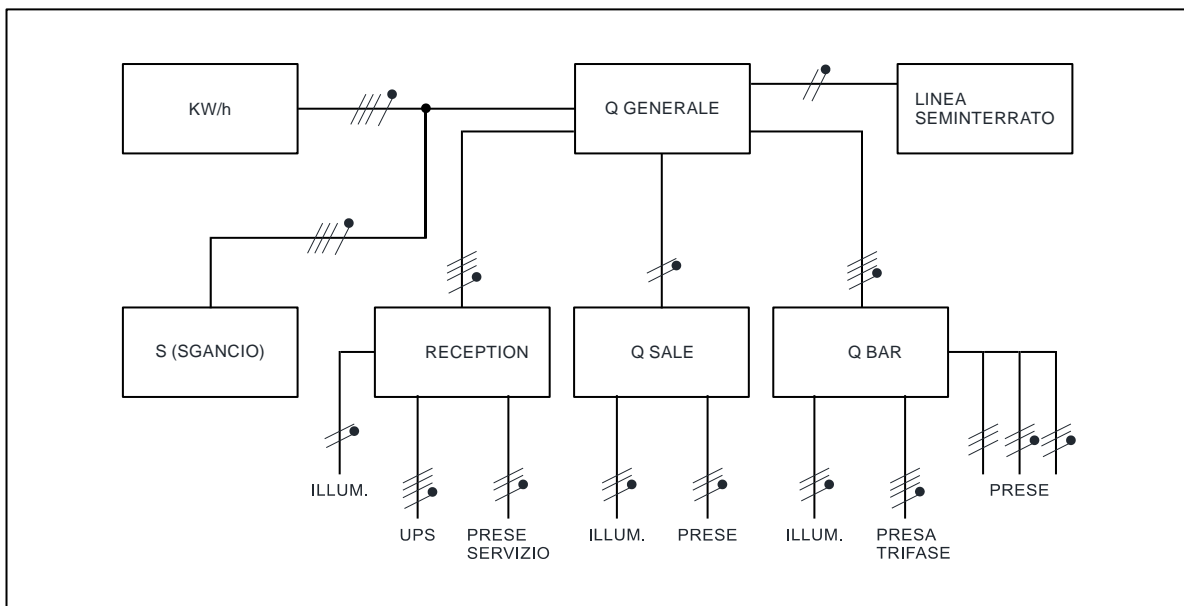 KW/h
Q GENERALE
LINEA
SEMINTERRATO
S (SGANCIO)
RECEPTION
Q SALE
Q BAR
ILLUM.
UPS
PRESE
SERVIZIO
ILLUM.
PRESE
ILLUM.
PRESA
TRIFASE
PRESE